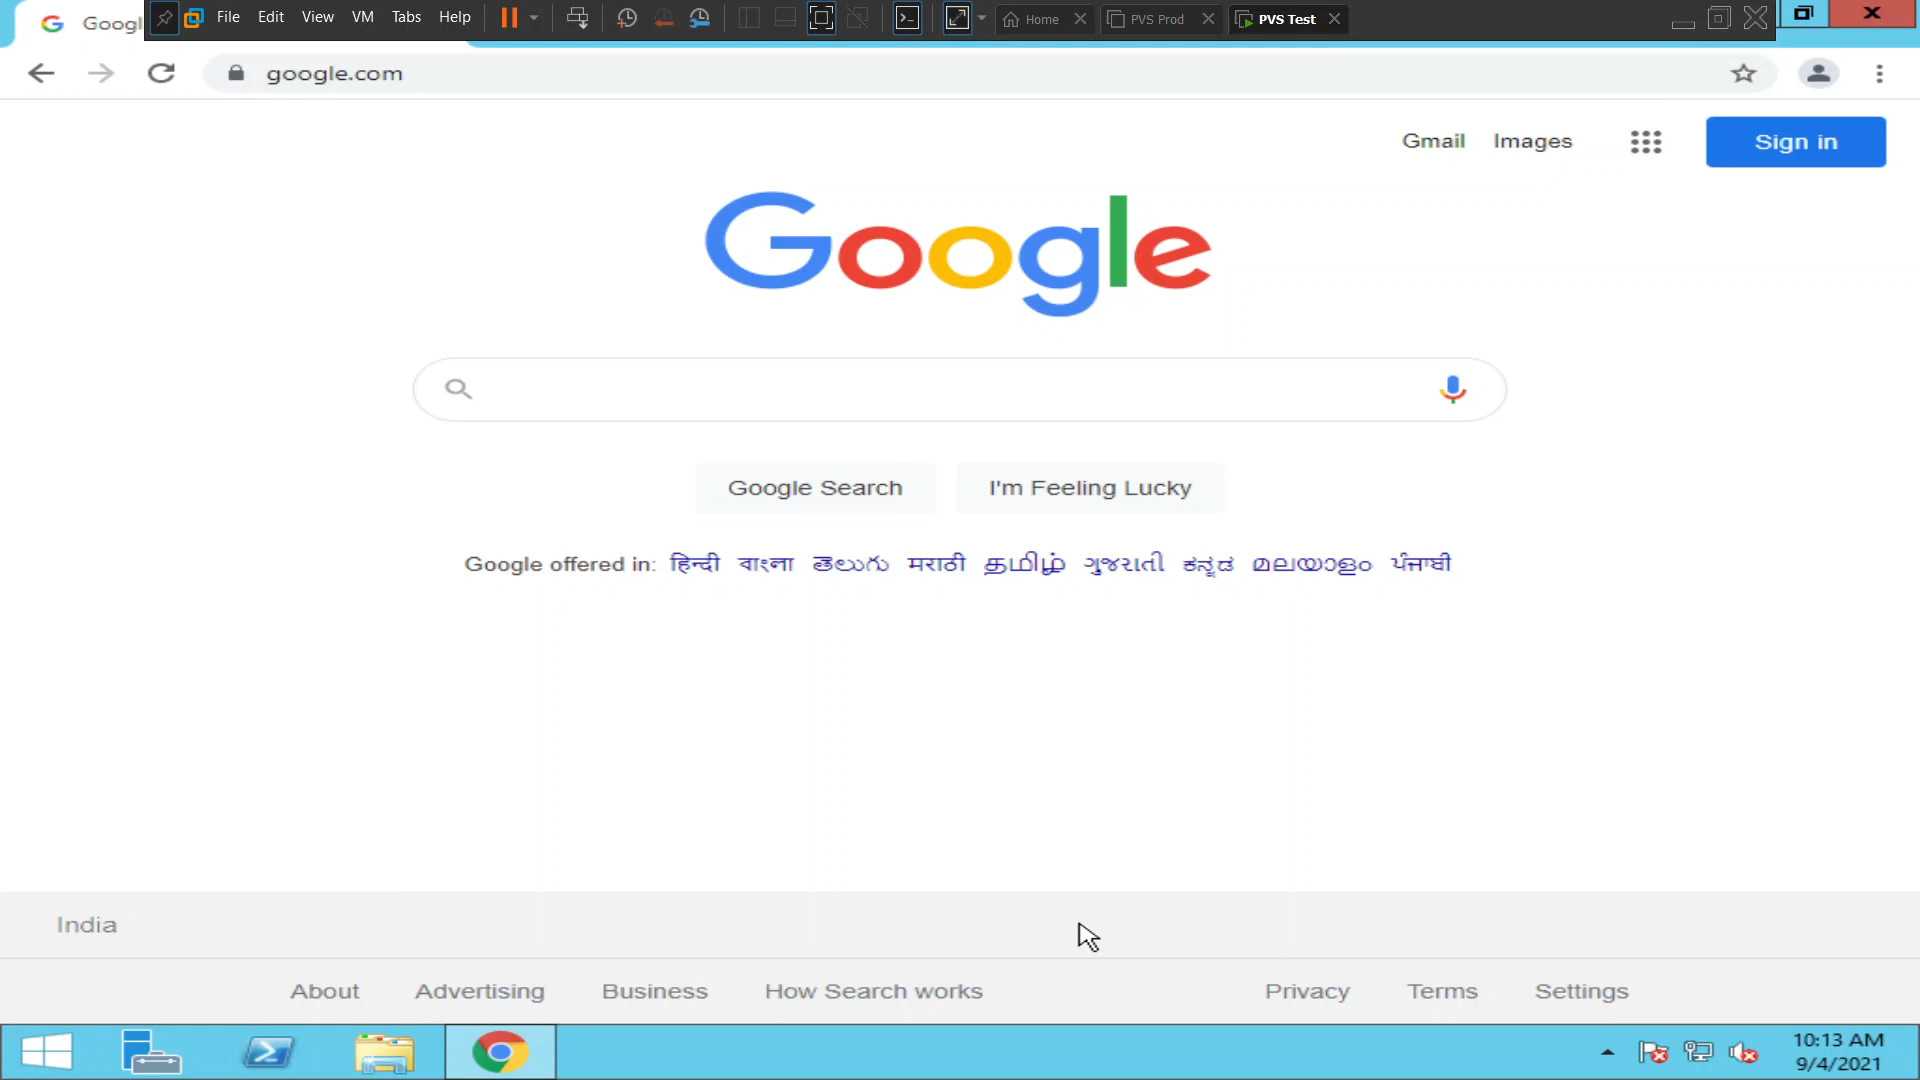 Googl File Edit View VM Tabs Help Home PVS Prod PVS Test
google.com
Gmail Images Sign in
Google
Google Search I'm Feeling Lucky
Google offered in: हिन्दी বাংলা తెలుగు मराठी தமிழ் ગુજરાતી ಕನ್ನಡ മലയാളം ਪੰਜਾਬੀ
India
About Advertising Business How Search works Privacy Terms Settings
10:13 AM
9/4/2021